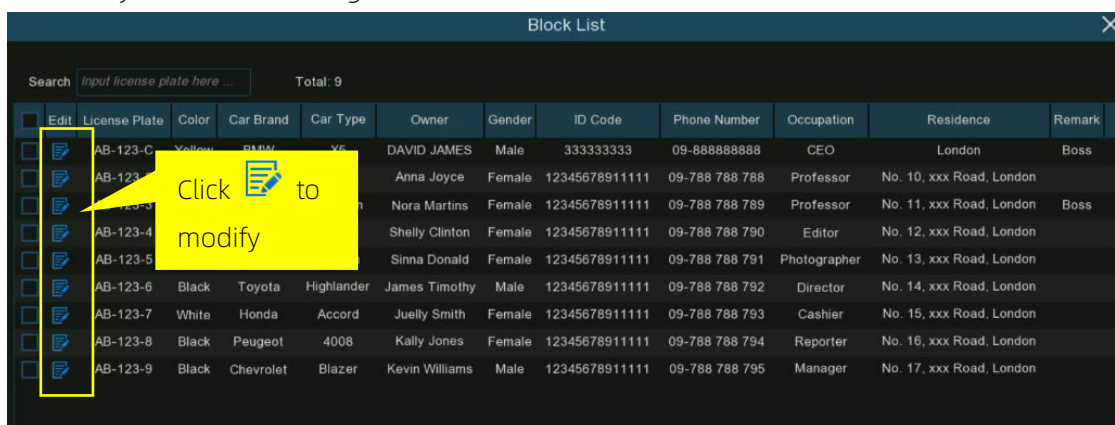 Block List
Search Input license plate here ... Total: 9
Edit License Plate Color Car Brand Car Type Owner Gender ID Code Phone Number Occupation Residence Remark
AB-123-C Yellow BMW X5 DAVID JAMES Male 333333333 09-888888888 CEO London Boss
Anna Joyce Female 12345678911111 09-788 788 788 Professor No. 10, xxx Road, London
AB-123-3 Nora Martins Female 12345678911111 09-788 788 789 Professor No. 11, xxx Road, London Boss
AB-123-4 Shelly Clinton Female 12345678911111 09-788 788 790 Editor No. 12, xxx Road, London
AB-123-5 Sinna Donald Female 12345678911111 09-788 788 791 Photographer No. 13, xxx Road, London
AB-123-6 Black Toyota Highlander James Timothy Male 12345678911111 09-788 788 792 Director No. 14, xxx Road, London
AB-123-7 White Honda Accord Juelly Smith Female 12345678911111 09-788 788 793 Cashier No. 15, xxx Road, London
AB-123-8 Black Peugeot 4008 Kally Jones Female 12345678911111 09-788 788 794 Reporter No. 16, xxx Road, London
AB-123-9 Black Chevrolet Blazer Kevin Williams Male 12345678911111 09-788 788 795 Manager No. 17, xxx Road, London
Click to
modify